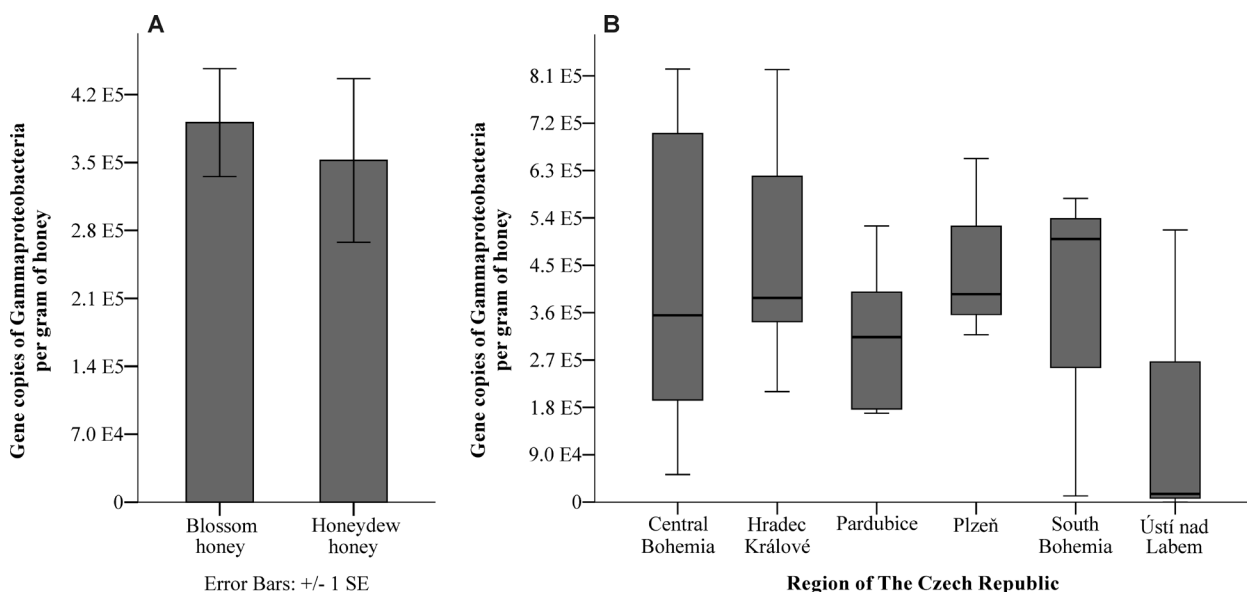 A
Gene copies of Gammaproteobacteria
per gram of honey
4.2 E5
3.5 E5
2.8 E5
2.1 E5
1.4 E5
7.0 E4
0
Blossom
honey
Honeydew
honey
Error Bars: +/- 1 SE
B
Gene copies of Gammaproteobacteria
per gram of honey
8.1 E5
7.2 E5
6.3 E5
5.4 E5
4.5 E5
3.6 E5
2.7 E5
1.8 E5
9.0 E4
0
Central
Bohemia
Hradec
Králové
Pardubice
Plzeň
South
Bohemia
Ústí nad
Labem
Region of The Czech Republic